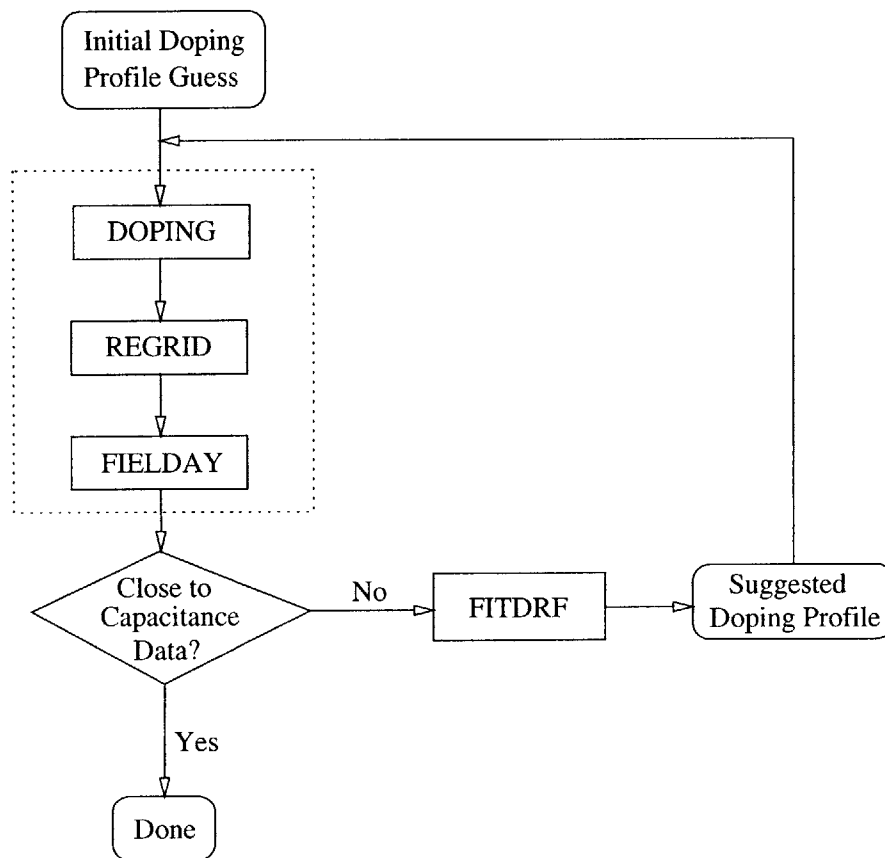 Initial Doping
Profile Guess
DOPING
REGRID
FIELDAY
Close to
Capacitance
Data?
No
FITDRF
Suggested
Doping Profile
Yes
Done